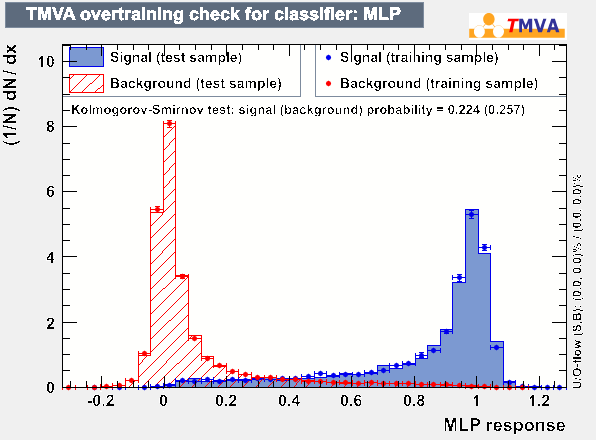 TMVA overtraining check for classifier: MLP
TMVA
Signal (test sample)
Background (test sample)
Signal (training sample)
Background (training sample)
Kolmogorov-Smirnov test: signal (background) probability = 0.224 (0.257)
(1/N) dN / dx
10
8
6
4
2
0
-0.2 0 0.2 0.4 0.6 0.8 1 1.2
MLP response
U/O-flow (S,B): (0.0, 0.0)% / (0.0, 0.0)%